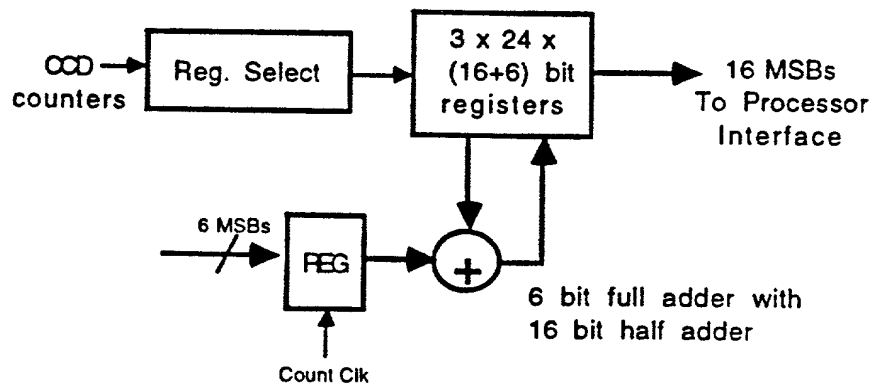 CCD
counters
Reg. Select
3 x 24 x
(16+6) bit
registers
16 MSBs
To Processor
Interface
6 MSBs
REG
+
6 bit full adder with
16 bit half adder
Count Clk